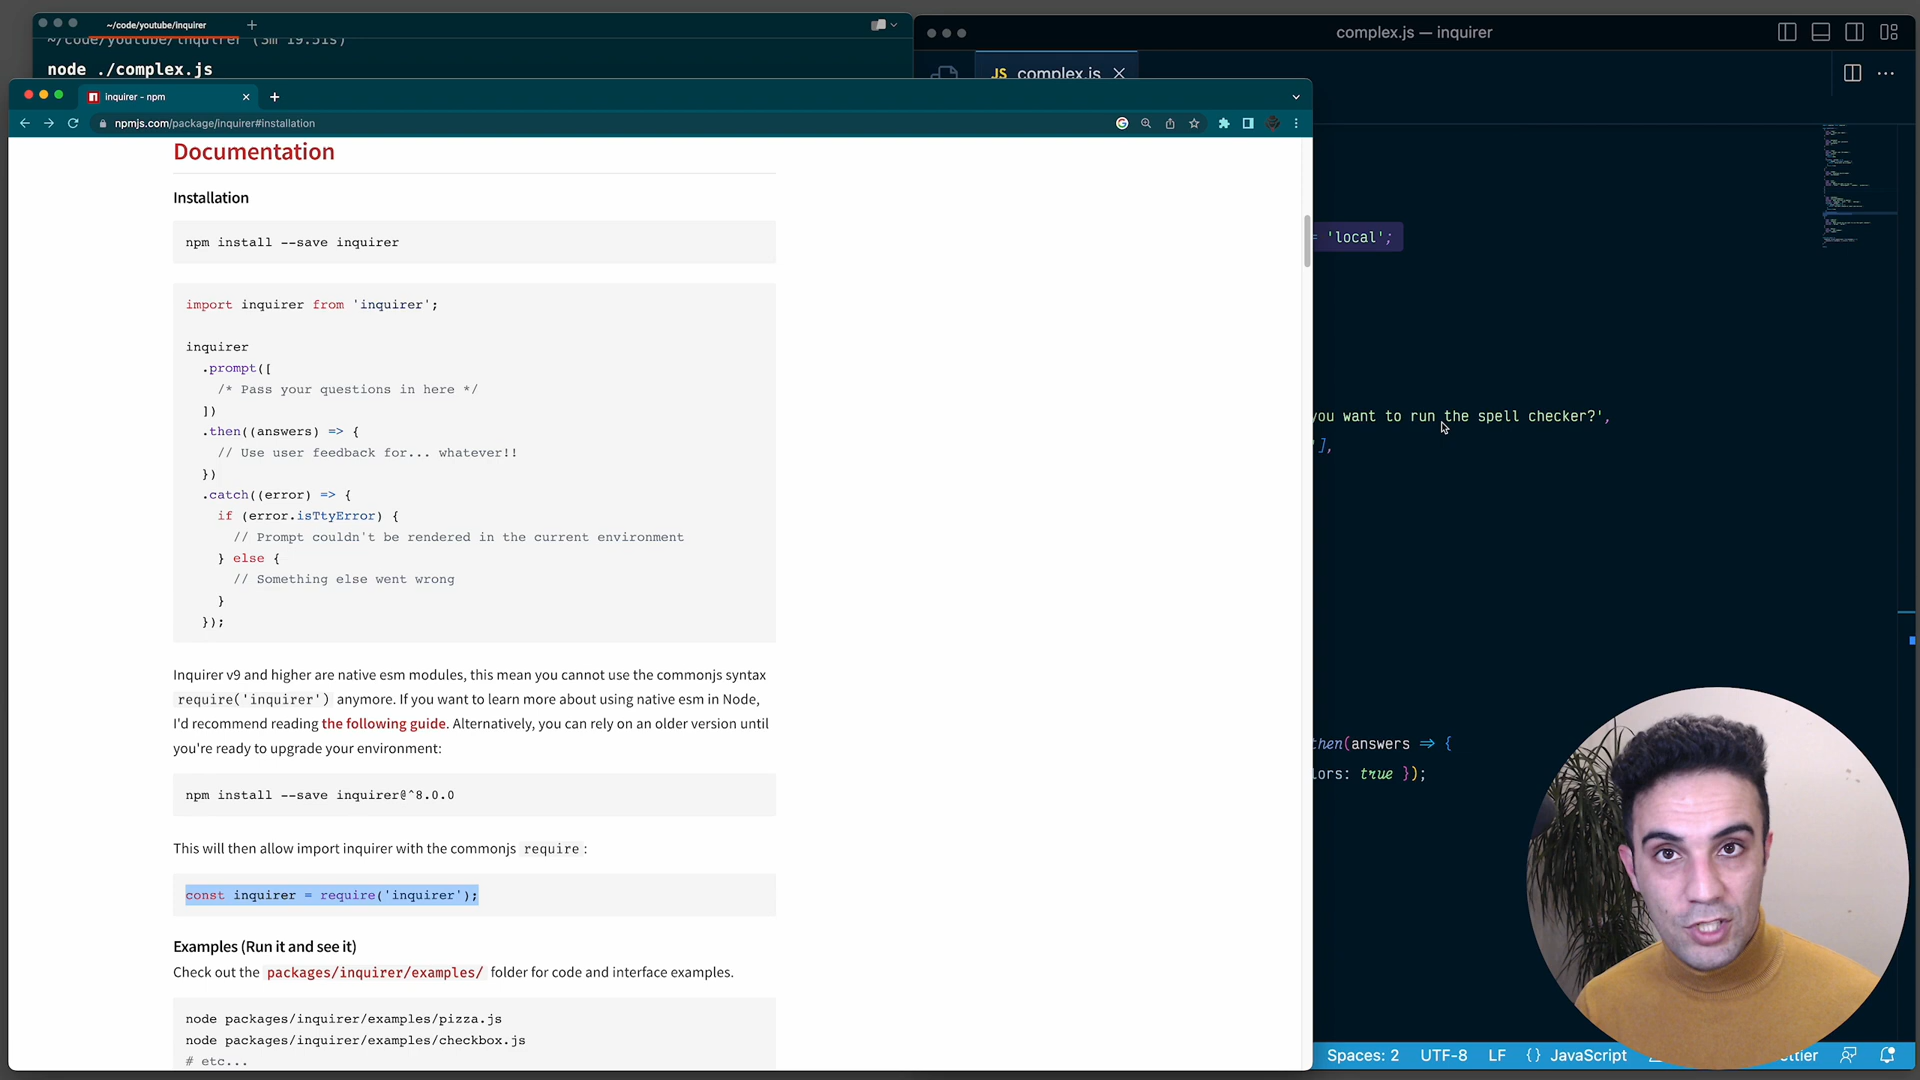 ~/code/youtube/inquirer
~/code/youtube/inquirer (3m 19.51s)
node ./complex.js
complex.js — inquirer
JS complex.js
inquirer - npm
npmjs.com/package/inquirer#installation
Documentation
Installation
npm install --save inquirer
import inquirer from 'inquirer';
inquirer
.prompt([
/* Pass your questions in here */
])
.then((answers) => {
// Use user feedback for... whatever!!
})
.catch((error) => {
if (error.isTtyError) {
// Prompt couldn't be rendered in the current environment
} else {
// Something else went wrong
}
});
Inquirer v9 and higher are native esm modules, this mean you cannot use the commonjs syntax
require('inquirer') anymore. If you want to learn more about using native esm in Node,
I'd recommend reading the following guide. Alternatively, you can rely on an older version until
you're ready to upgrade your environment:
npm install --save inquirer@^8.0.0
This will then allow import inquirer with the commonjs require:
const inquirer = require('inquirer');
Examples (Run it and see it)
Check out the packages/inquirer/examples/ folder for code and interface examples.
node packages/inquirer/examples/pizza.js
node packages/inquirer/examples/checkbox.js
# etc...
= 'local';
you want to run the spell checker?',
'],
then(answers => {
lors: true });
Spaces: 2 UTF-8 LF {} JavaScript ttier